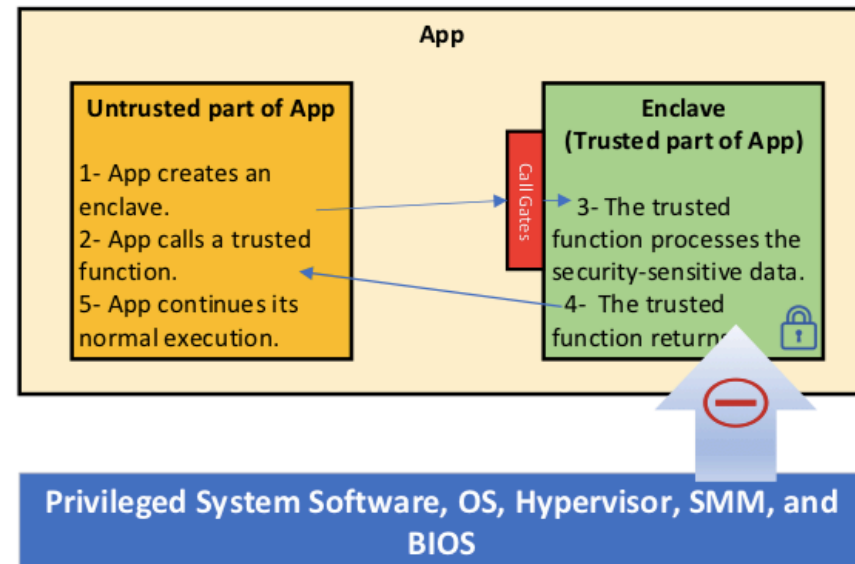 App
Untrusted part of App
1- App creates an
enclave.
2- App calls a trusted
function.
5- App continues its
normal execution.
Call Gates
Enclave
(Trusted part of App)
3- The trusted
function processes the
security-sensitive data.
4- The trusted
function returns
Privileged System Software, OS, Hypervisor, SMM, and
BIOS